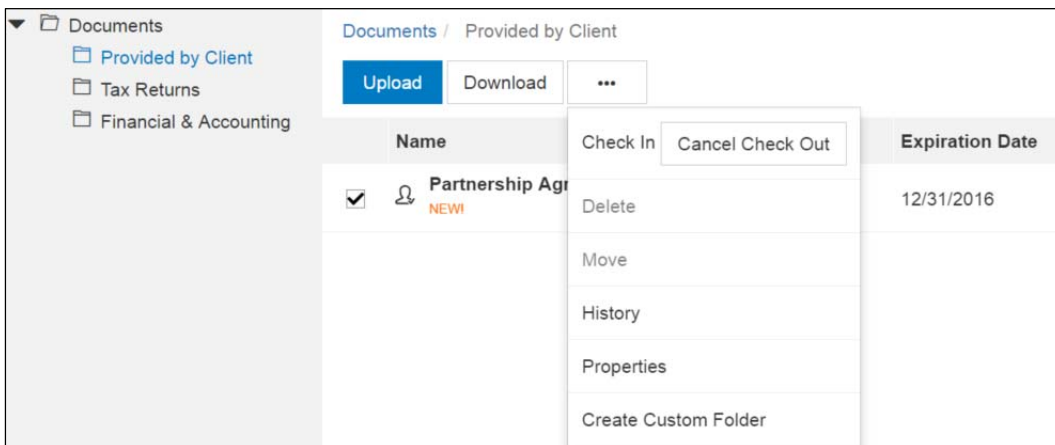 Documents
Provided by Client
Tax Returns
Financial & Accounting
Documents / Provided by Client
Upload Download •••
Name Expiration Date
Partnership Agr 12/31/2016
NEW!
Check In Cancel Check Out
Delete
Move
History
Properties
Create Custom Folder